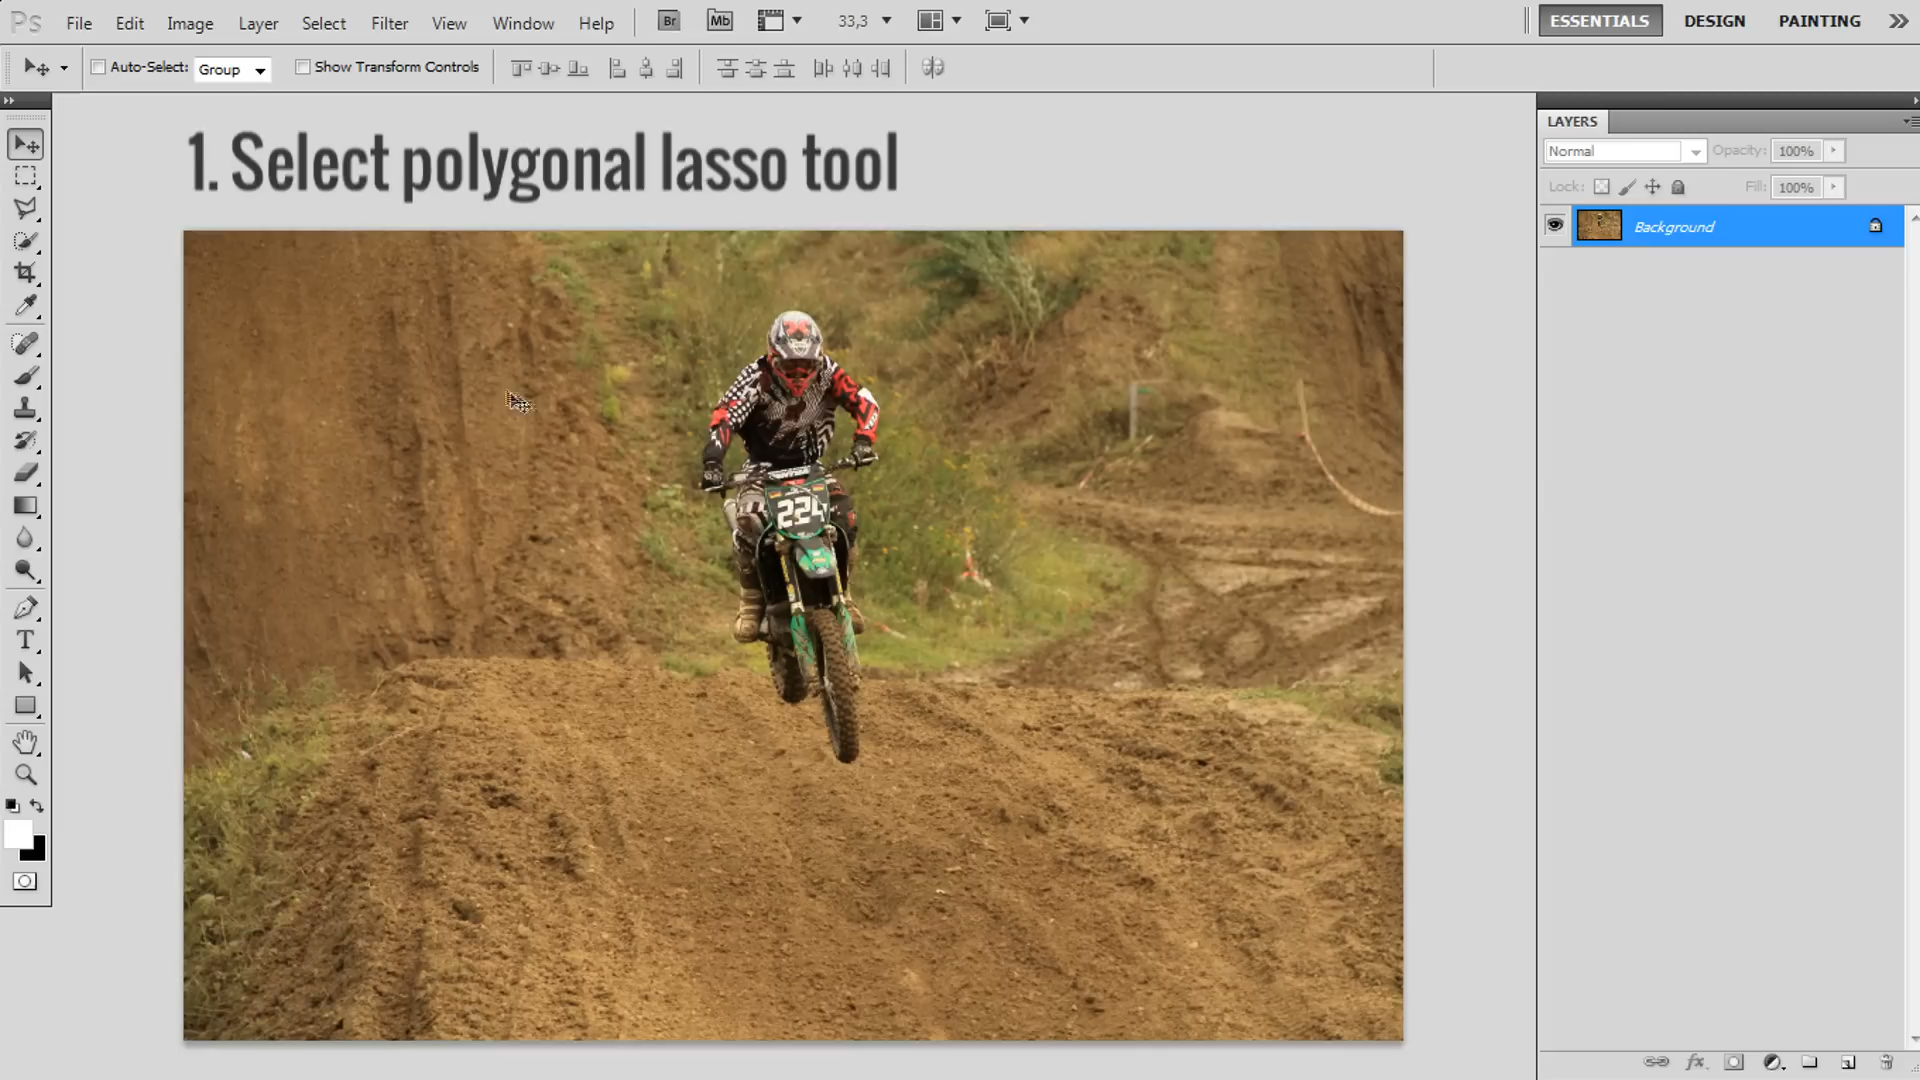 Ps File Edit Image Layer Select Filter View Window Help Br Mb 33,3 ESSENTIALS DESIGN PAINTING
Auto-Select: Group Show Transform Controls
1. Select polygonal lasso tool
LAYERS
Normal Opacity: 100%
Lock: Fill: 100%
Background
224
T
fx